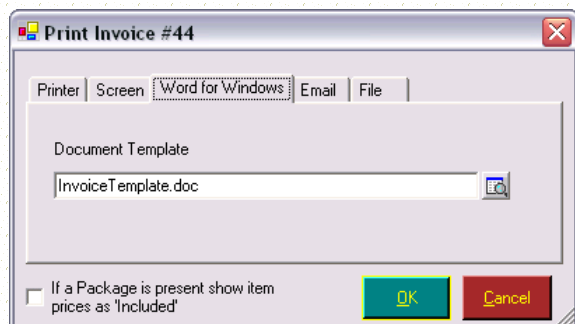 Print Invoice #44
Printer Screen Word for Windows Email File
Document Template
InvoiceTemplate.doc
If a Package is present show item
prices as 'Included'
OK Cancel